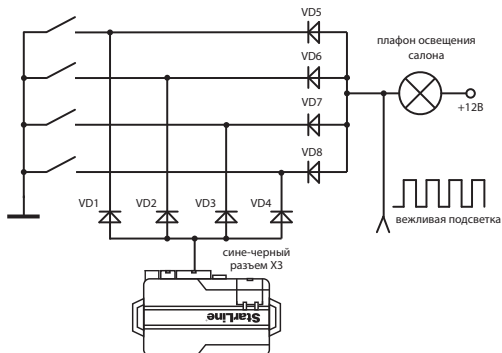 VD5
плафон освещения
салона
VD6
+12В
VD7
VD8
VD1
VD2
VD3
VD4
вежливая подсветка
сине-черный
разъем X3
StarLine